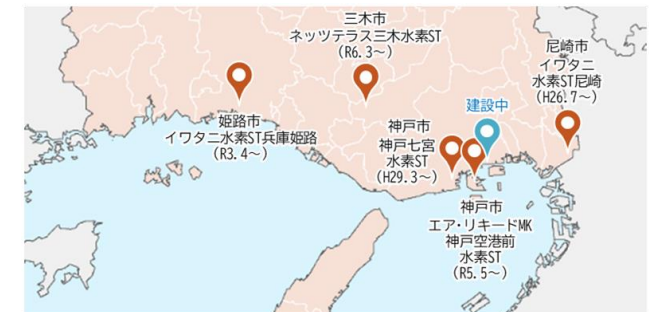 三木市
ネッツテラス三木水素ST
(R6.3～)
尼崎市
イワタニ
水素ST尼崎
(H26.7～)
建設中
姫路市
イワタニ水素ST兵庫姫路
(R3.4～)
神戸市
神戸七宮
水素ST
(H29.3～)
神戸市
エア・リキードMK
神戸空港前
水素ST
(R5.5～)